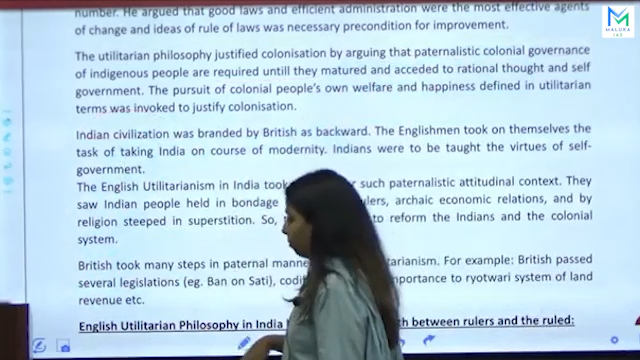 number. He argued that good laws and efficient administration were the most effective agents
of change and ideas of rule of laws was necessary precondition for improvement.
The utilitarian philosophy justified colonisation by arguing that paternalistic colonial governance
of indigenous people are required untill they matured and acceded to rational thought and self
government. The pursuit of colonial people's own welfare and happiness defined in utilitarian
terms was invoked to justify colonisation.
Indian civilization was branded by British as backward. The Englishmen took on themselves the
task of taking India on course of modernity. Indians were to be taught the virtues of self-
government.
The English Utilitarianism in India took such paternalistic attitudinal context. They
saw Indian people held in bondage archaic economic relations, and by
religion steeped in superstition. So, to reform the Indians and the colonial
system.
British took many steps in paternal For example: British passed
several legislations (eg. Ban on Sati), importance to ryotwari system of land
revenue etc.
English Utilitarian Philosophy in India between rulers and the ruled:
M
MALUKA
IAS